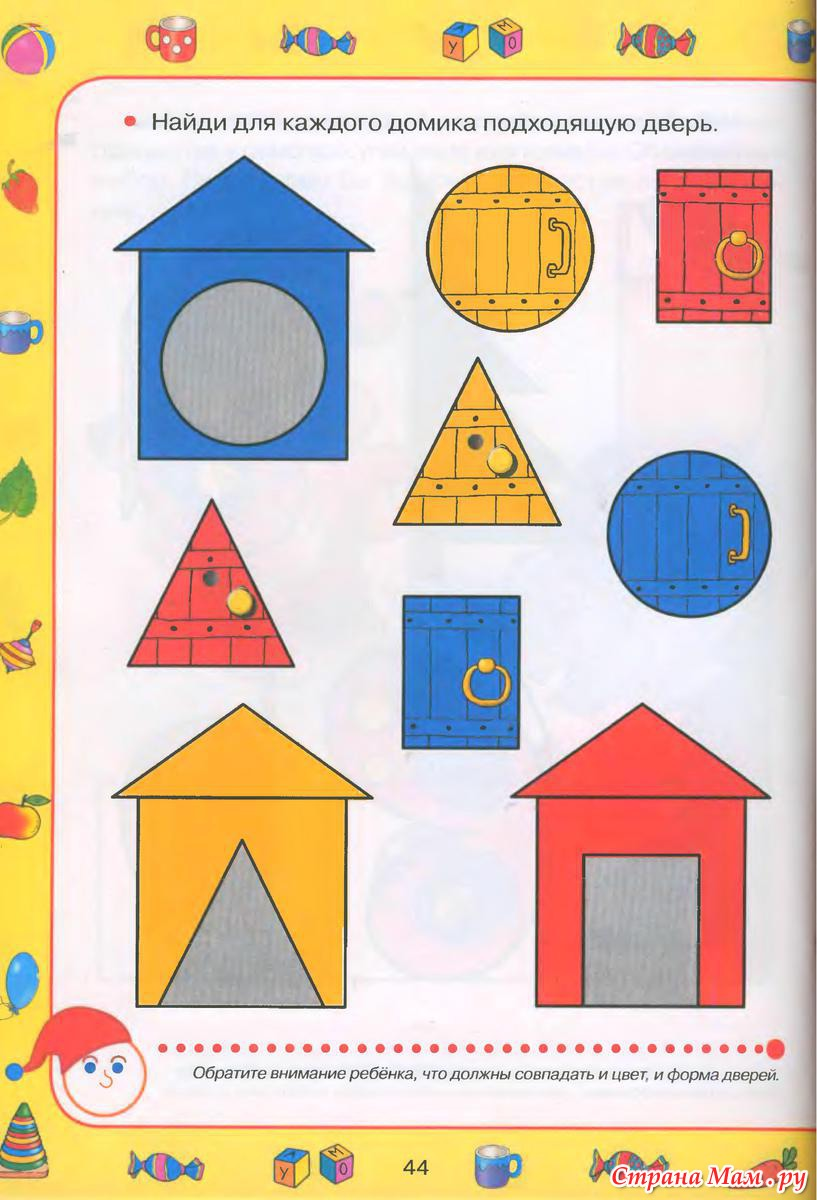 Найди для каждого домика подходящую дверь.
Обратите внимание ребёнка, что должны совпадать и цвет, и форма дверей.
44
У
М
О
А
У
М
О
Страна Мам.ру